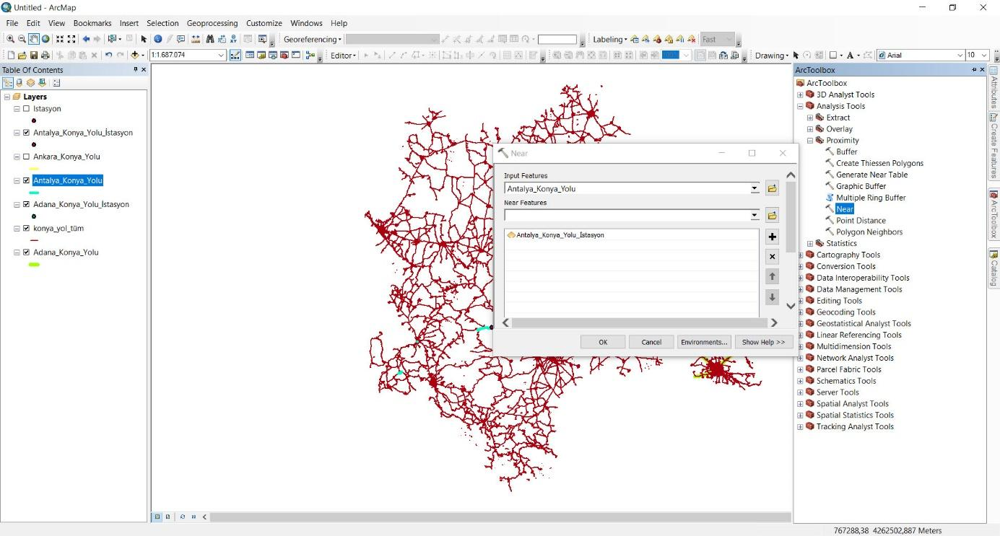 Untitled - ArcMap
File Edit View Bookmarks Insert Selection Geoprocessing Customize Windows Help
Georeferencing Labeling Fast
1:1.687.074 Editor Drawing A Arial 10
Table Of Contents
Layers
Istasyon
Antalya_Konya_Yolu_İstasyon
Ankara_Konya_Yolu
Antalya_Konya_Yolu
Adana_Konya_Yolu_İstasyon
konya_yol_tüm
Adana_Konya_Yolu
Near
Input Features
Antalya_Konya_Yolu
Near Features
Antalya_Konya_Yolu_İstasyon
OK Cancel Environments... Show Help >>
ArcToolbox
ArcToolbox
3D Analyst Tools
Analysis Tools
Extract
Overlay
Proximity
Buffer
Create Thiessen Polygons
Generate Near Table
Graphic Buffer
Multiple Ring Buffer
Near
Point Distance
Polygon Neighbors
Statistics
Cartography Tools
Conversion Tools
Data Interoperability Tools
Data Management Tools
Editing Tools
Geocoding Tools
Geostatistical Analyst Tools
Linear Referencing Tools
Multidimension Tools
Network Analyst Tools
Parcel Fabric Tools
Schematics Tools
Server Tools
Spatial Analyst Tools
Spatial Statistics Tools
Tracking Analyst Tools
Attributes
Create Features
ArcToolbox
Catalog
767288,38 4262502,887 Meters